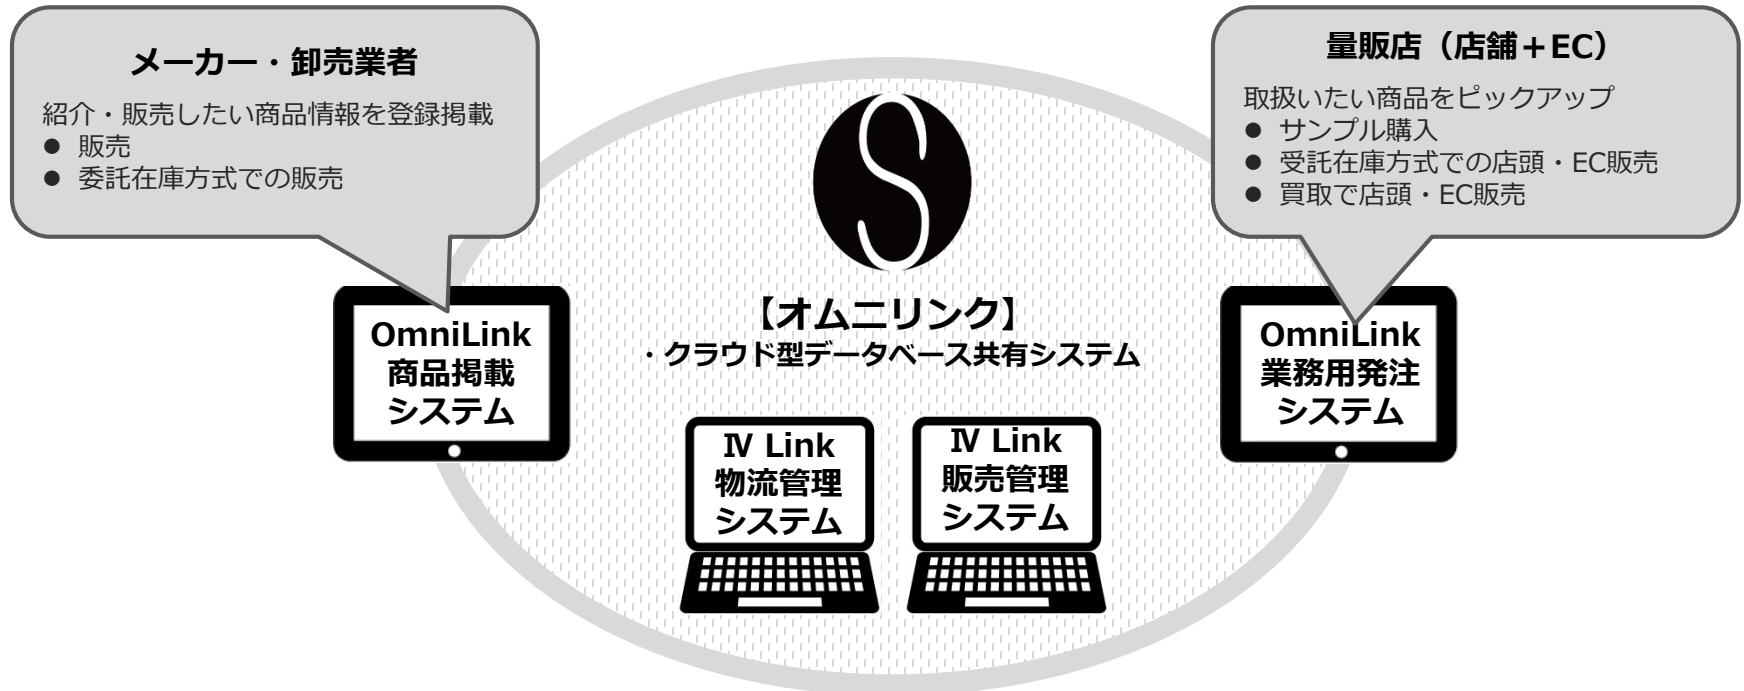 メーカー・卸売業者
紹介・販売したい商品情報を登録掲載
● 販売
● 委託在庫方式での販売
量販店（店舗＋EC）
取扱いたい商品をピックアップ
● サンプル購入
● 受託在庫方式での店頭・EC販売
● 買取で店頭・EC販売
S
【オムニリンク】
・クラウド型データベース共有システム
OmniLink
商品掲載
システム
OmniLink
業務用発注
システム
Ⅳ Link
物流管理
システム
Ⅳ Link
販売管理
システム